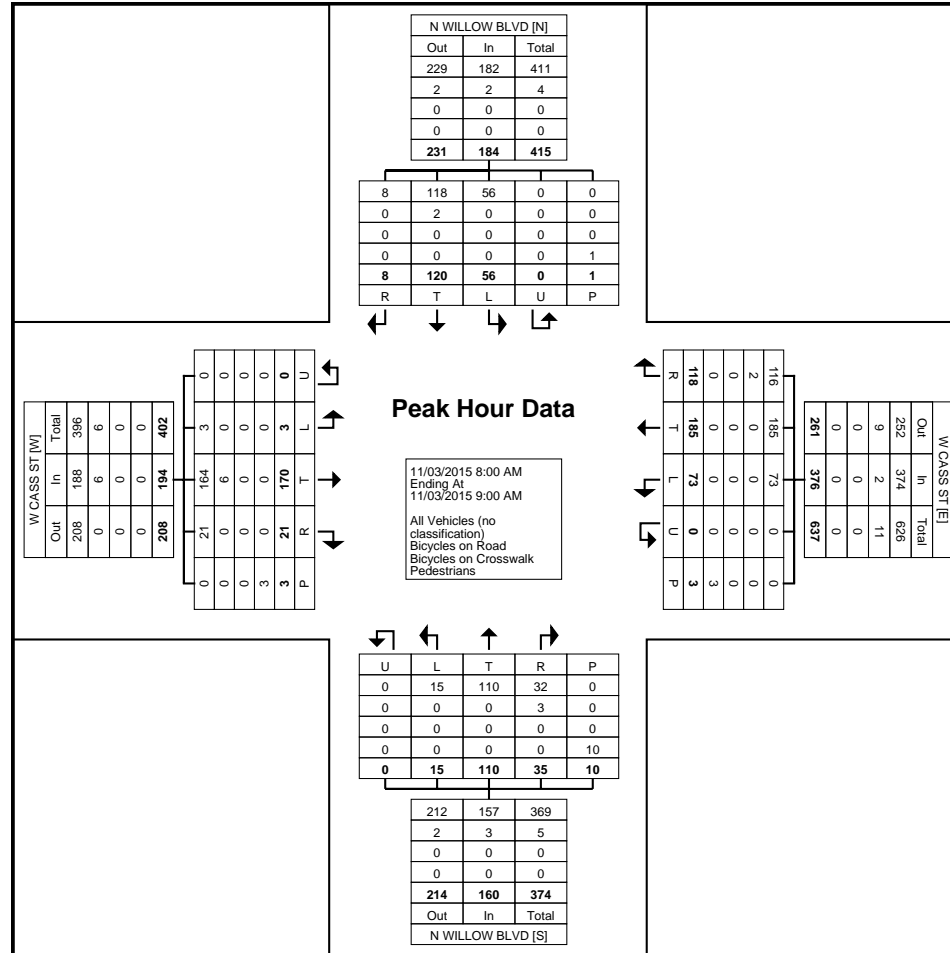 N WILLOW BLVD [N]
Out In Total
229 182 411
2 2 4
0 0 0
0 0 0
231 184 415
8 118 56 0 0
0 2 0 0 0
0 0 0 0 0
0 0 0 0 1
8 120 56 0 1
R T L U P
W CASS ST [W]
Total In Out
396 188 208
6 6 0
0 0 0
0 0 0
402 194 208
0 3 164 21 0
0 0 6 0 0
0 0 0 0 0
0 0 0 0 3
0 3 170 21 3
U L T R P
Peak Hour Data
11/03/2015 8:00 AM
Ending At
11/03/2015 9:00 AM
All Vehicles (no
classification)
Bicycles on Road
Bicycles on Crosswalk
Pedestrians
R T L U P
118 185 73 0 3
0 0 0 0 3
0 0 0 0 0
2 0 0 0 0
116 185 73 0 0
W CASS ST [E]
Out In Total
252 374 626
9 2 11
0 0 0
0 0 0
261 376 637
U L T R P
0 15 110 32 0
0 0 0 3 0
0 0 0 0 0
0 0 0 0 10
0 15 110 35 10
212 157 369
2 3 5
0 0 0
0 0 0
214 160 374
Out In Total
N WILLOW BLVD [S]